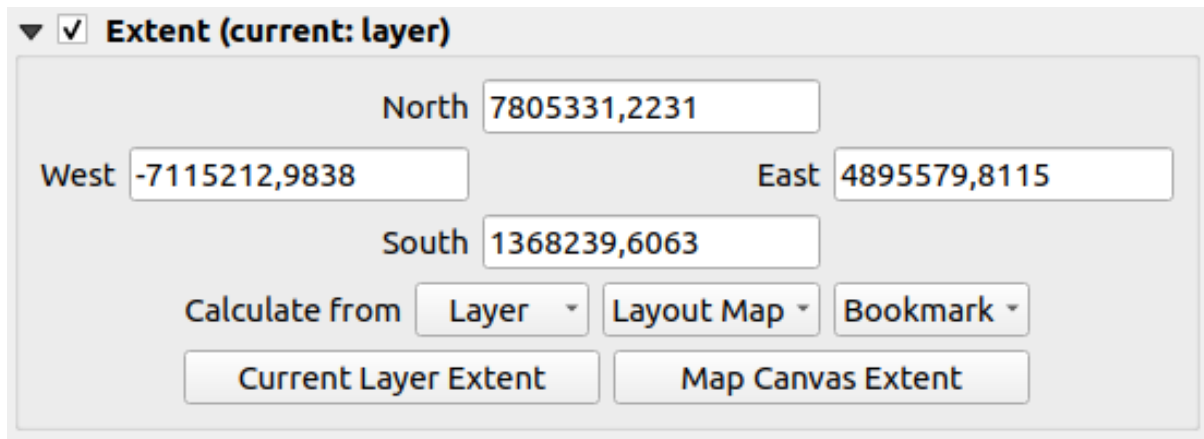 Extent (current: layer)
North 7805331,2231
West -7115212,9838 East 4895579,8115
South 1368239,6063
Calculate from Layer Layout Map Bookmark
Current Layer Extent Map Canvas Extent